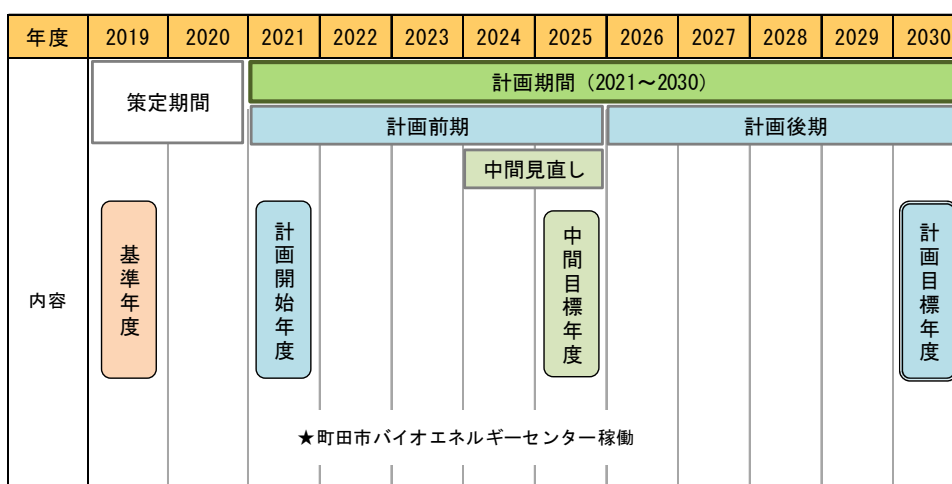 年度 2019 2020 2021 2022 2023 2024 2025 2026 2027 2028 2029 2030
策定期間
計画期間（2021～2030）
計画前期 計画後期
中間見直し
内容
基準年度
計画開始年度
中間目標年度
計画目標年度
★町田市バイオエネルギーセンター稼働